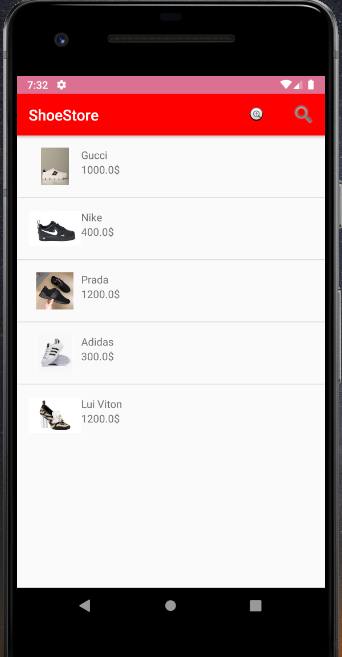 7:32
ShoeStore
Gucci
1000.0$
Nike
400.0$
Prada
1200.0$
Adidas
300.0$
Lui Viton
1200.0$